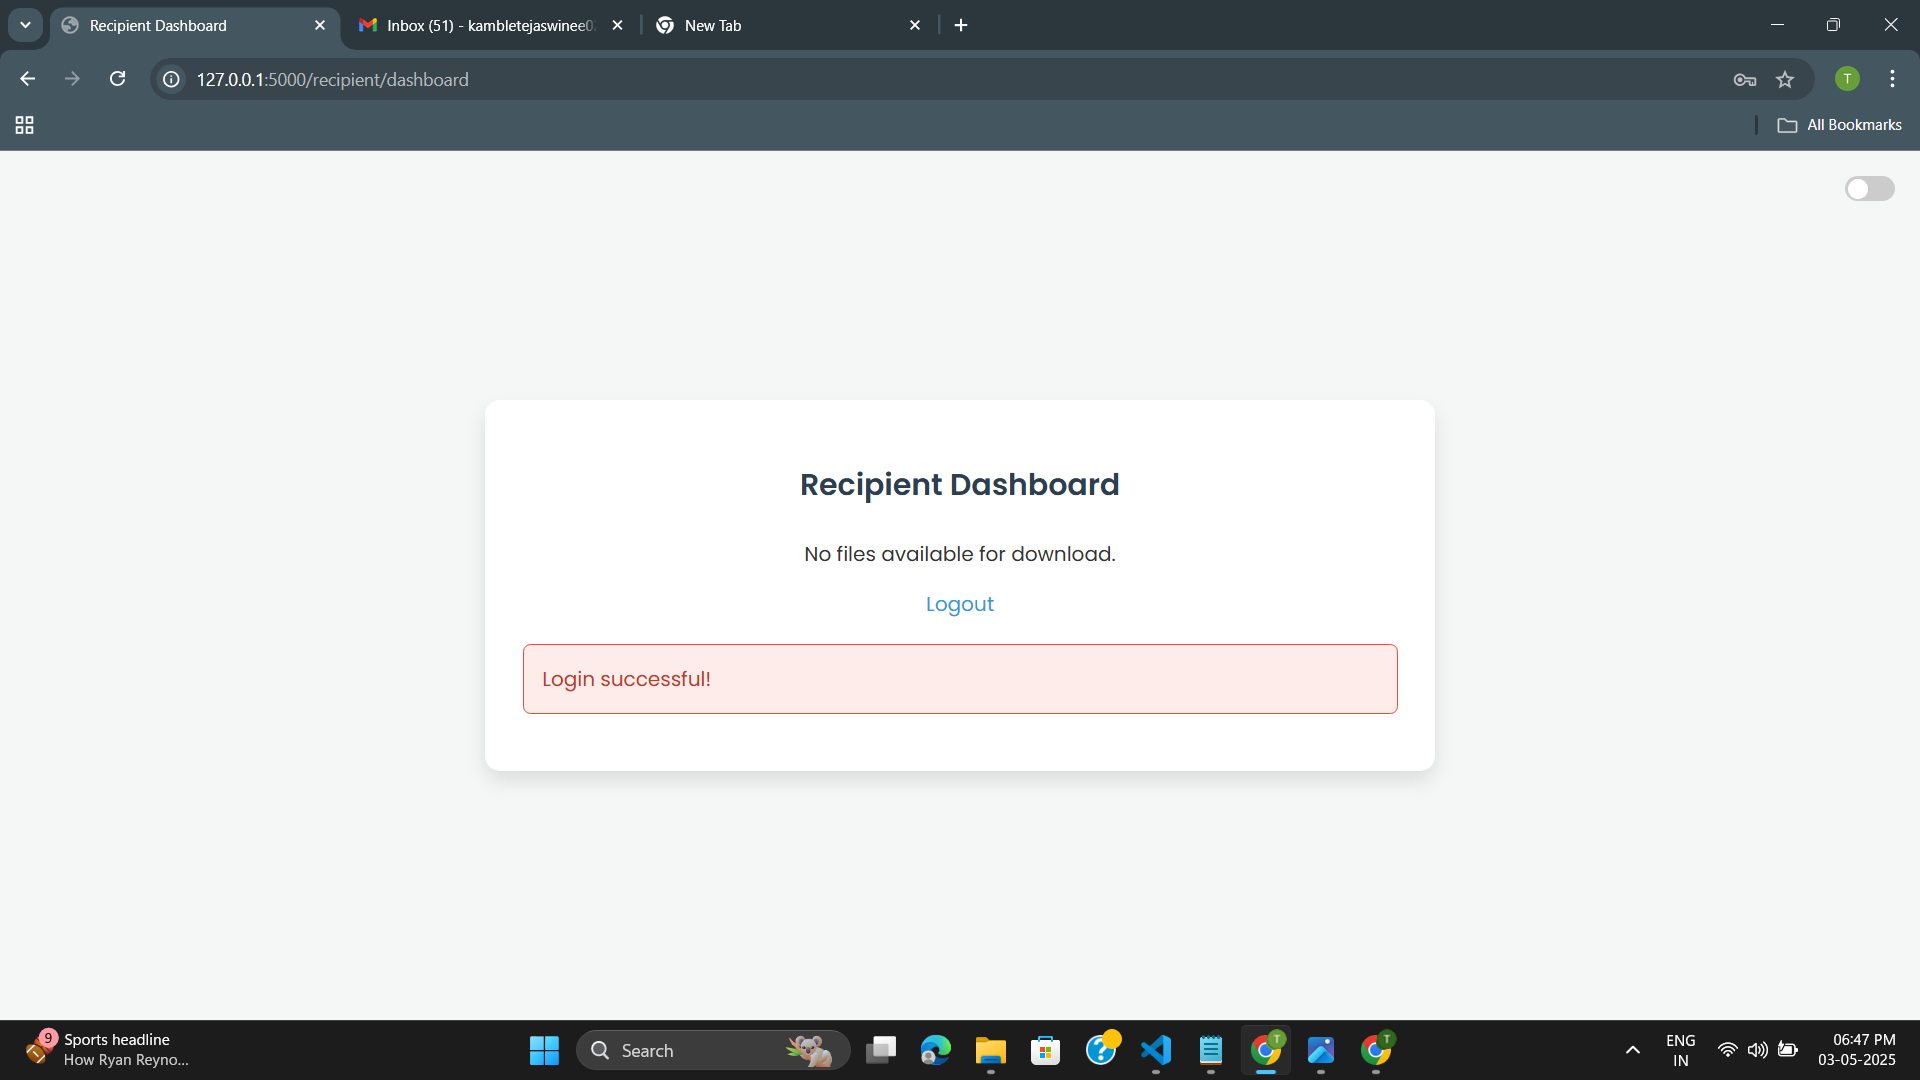 Recipient Dashboard
Inbox (51) - kambletejaswinee0
New Tab
127.0.0.1:5000/recipient/dashboard
T
All Bookmarks
Recipient Dashboard
No files available for download.
Logout
Login successful!
9
Sports headline
How Ryan Reyno...
Search
T
T
ENG
IN
06:47 PM
03-05-2025